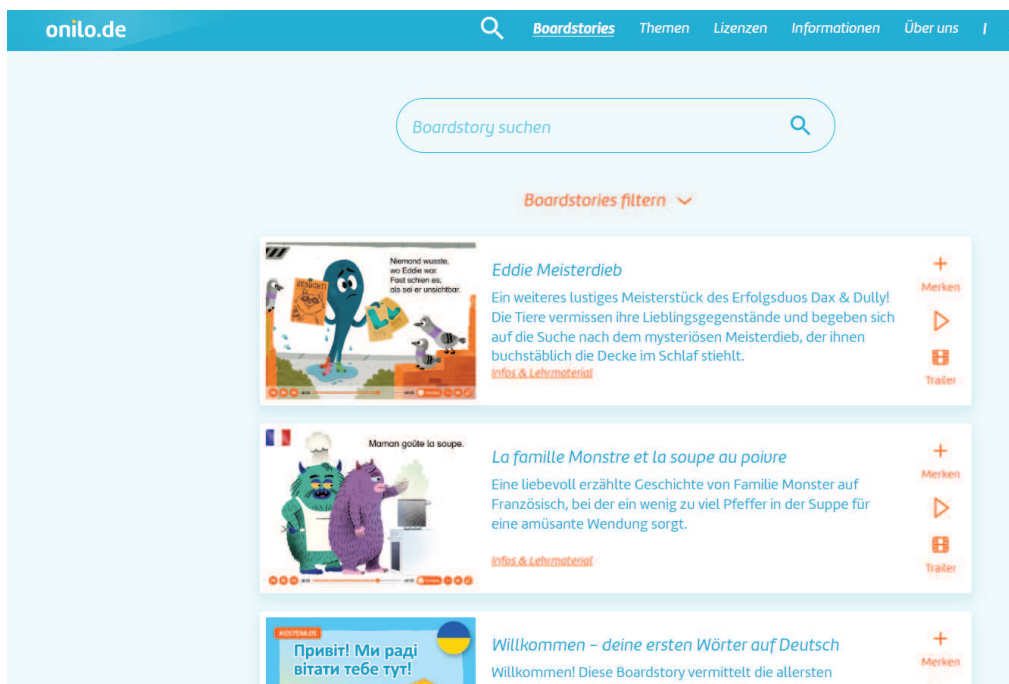 onilo.de
Boardstories
Themen
Lizenzen
Informationen
Über uns
Boardstory suchen
Boardstories filtern
GESUCHT!
Niemand wusste,
wo Eddie war.
Fast schien es,
als sei er unsichtbar.
Eddie Meisterdieb
Ein weiteres lustiges Meisterstück des Erfolgsduos Dax & Dully!
Die Tiere vermissen ihre Lieblingsgegenstände und begeben sich
auf die Suche nach dem mysteriösen Meisterdieb, der ihnen
buchstäblich die Decke im Schlaf stiehlt.
Infos & Lehrmaterial
Merken
Trailer
Maman goûte la soupe.
La famille Monstre et la soupe au poivre
Eine liebevoll erzählte Geschichte von Familie Monster auf
Französisch, bei der ein wenig zu viel Pfeffer in der Suppe für
eine amüsante Wendung sorgt.
Infos & Lehrmaterial
Merken
Trailer
KOSTENLOS
Привіт! Ми раді
вітати тебе тут!
Willkommen – deine ersten Wörter auf Deutsch
Willkommen! Diese Boardstory vermittelt die allersten
Merken